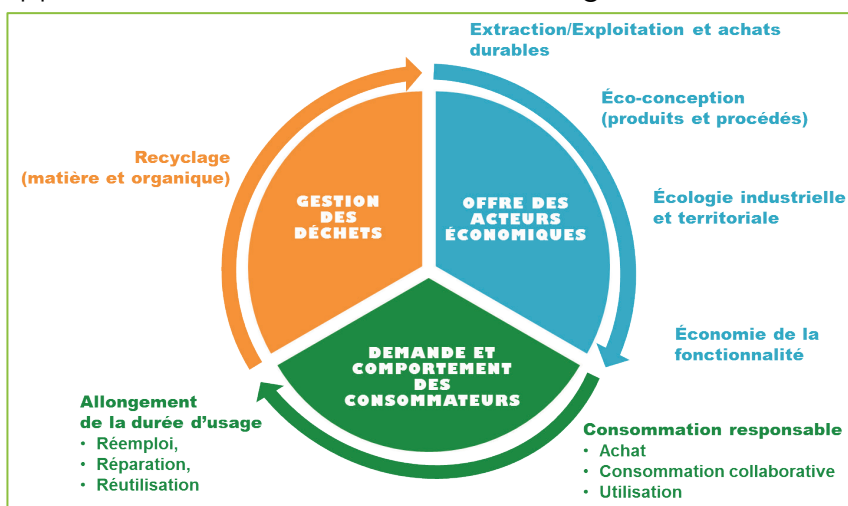 Extraction/Exploitation et achats
durables
Éco-conception
(produits et procédés)
Écologie industrielle
et territoriale
Économie de la
fonctionnalité
OFFRE DES
ACTEURS
ÉCONOMIQUES
DEMANDE ET
COMPORTEMENT
DES
CONSOMMATEURS
Consommation responsable
• Achat
• Consommation collaborative
• Utilisation
Allongement
de la durée d'usage
• Réemploi,
• Réparation,
• Réutilisation
GESTION
DES
DÉCHETS
Recyclage
(matière et organique)